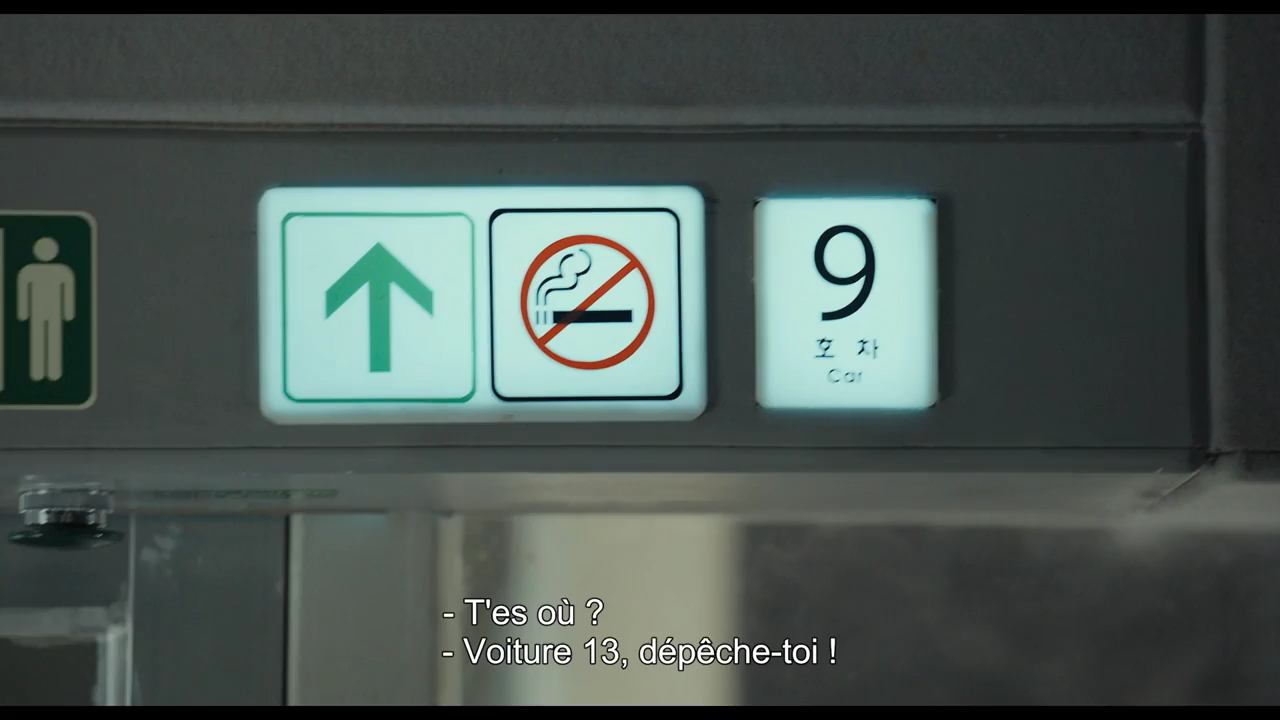 9
호 차
Car
- T'es où ?
- Voiture 13, dépêche-toi !